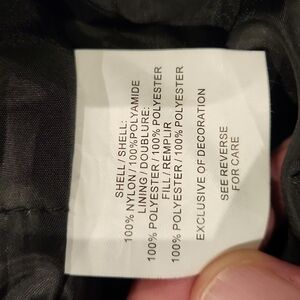 SHELL / SHELL:
100% NYLON / 100% POLYAMIDE
LINING / DOUBLURE:
100% POLYESTER / 100% POLYESTER
FILL / REMPLIR
100% POLYESTER / 100% POLYESTER
EXCLUSIVE OF DECORATION
SEE REVERSE
FOR CARE